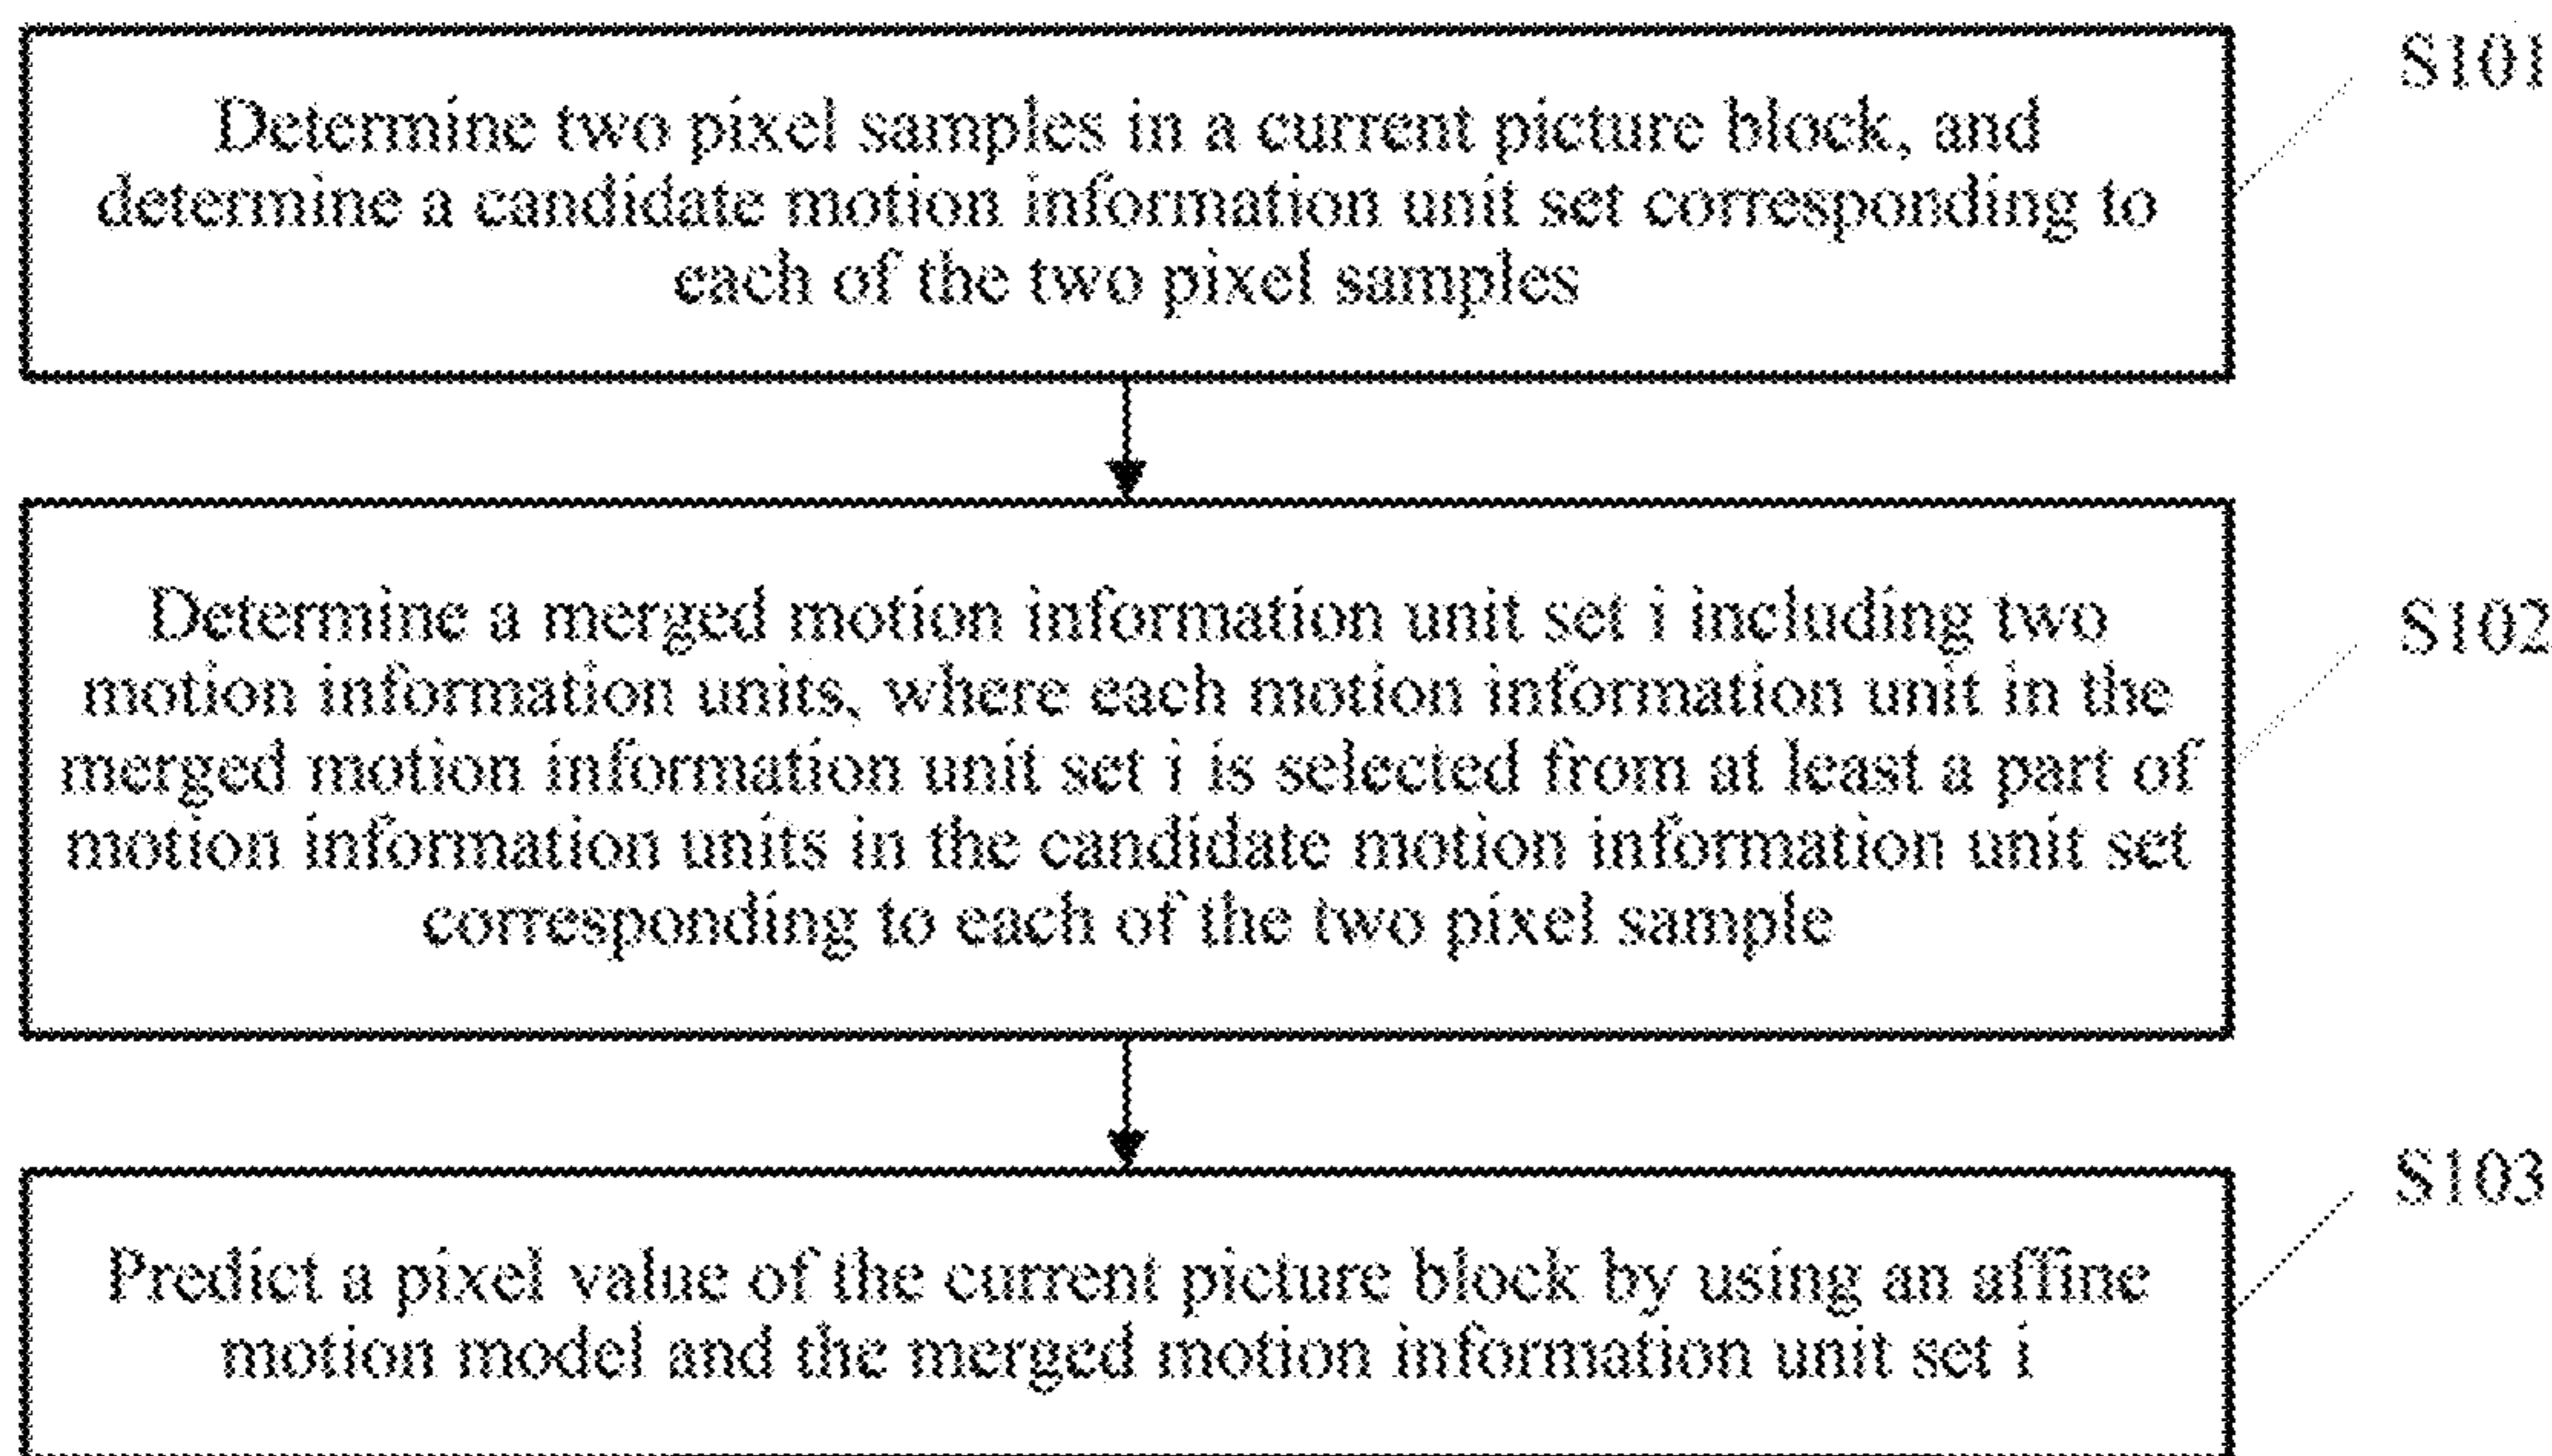 S101
Determine two pixel samples in a current picture block, and
determine a candidate motion information unit set corresponding to
each of the two pixel samples
S102
Determine a merged motion information unit set i including two
motion information units, where each motion information unit in the
merged motion information unit set i is selected from at least a part of
motion information units in the candidate motion information unit set
corresponding to each of the two pixel sample
S103
Predict a pixel value of the current picture block by using an affine
motion model and the merged motion information unit set i